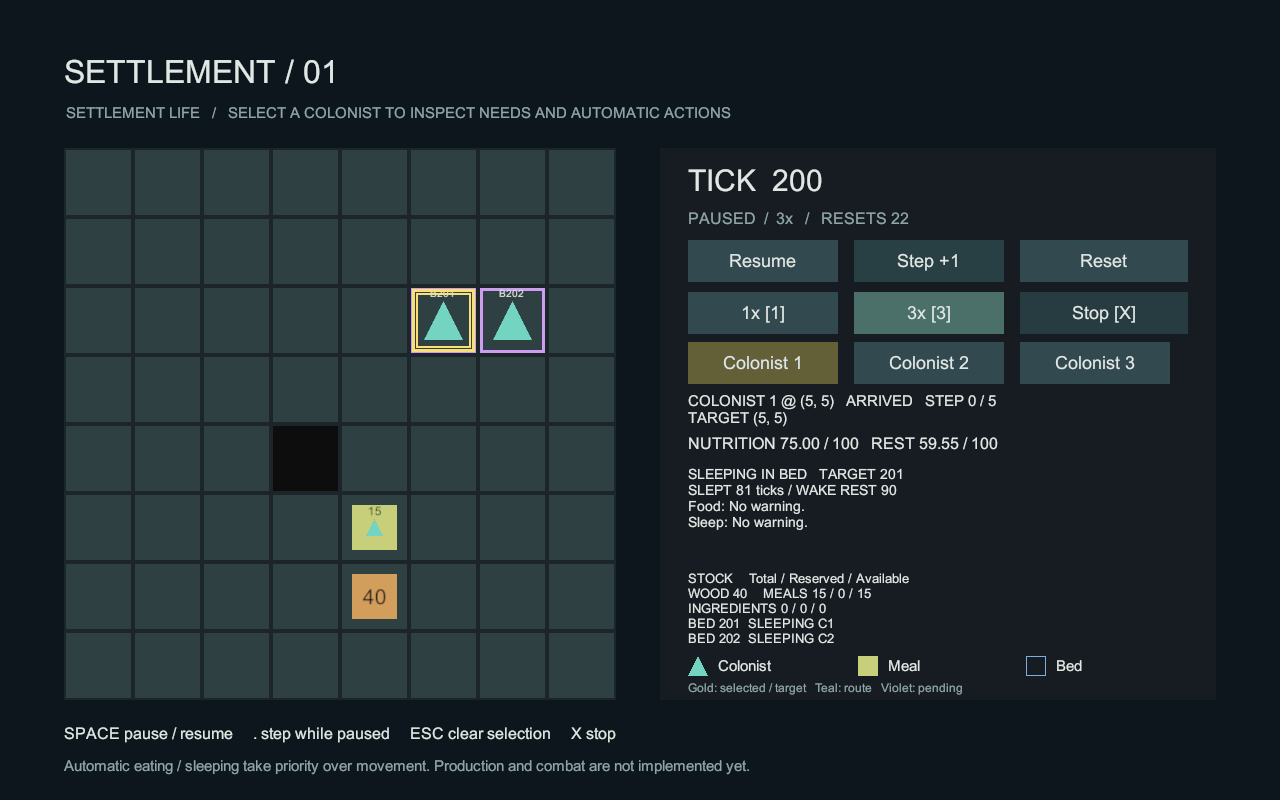 SETTLEMENT / 01
SETTLEMENT LIFE / SELECT A COLONIST TO INSPECT NEEDS AND AUTOMATIC ACTIONS
B201
B202
15
40
TICK 200
PAUSED / 3x / RESETS 22
Resume
Step +1
Reset
1x [1]
3x [3]
Stop [X]
Colonist 1
Colonist 2
Colonist 3
COLONIST 1 @ (5, 5) ARRIVED STEP 0 / 5
TARGET (5, 5)
NUTRITION 75.00 / 100 REST 59.55 / 100
SLEEPING IN BED TARGET 201
SLEPT 81 ticks / WAKE REST 90
Food: No warning.
Sleep: No warning.
STOCK Total / Reserved / Available
WOOD 40 MEALS 15 / 0 / 15
INGREDIENTS 0 / 0 / 0
BED 201 SLEEPING C1
BED 202 SLEEPING C2
Colonist
Meal
Bed
Gold: selected / target Teal: route Violet: pending
SPACE pause / resume . step while paused ESC clear selection X stop
Automatic eating / sleeping take priority over movement. Production and combat are not implemented yet.